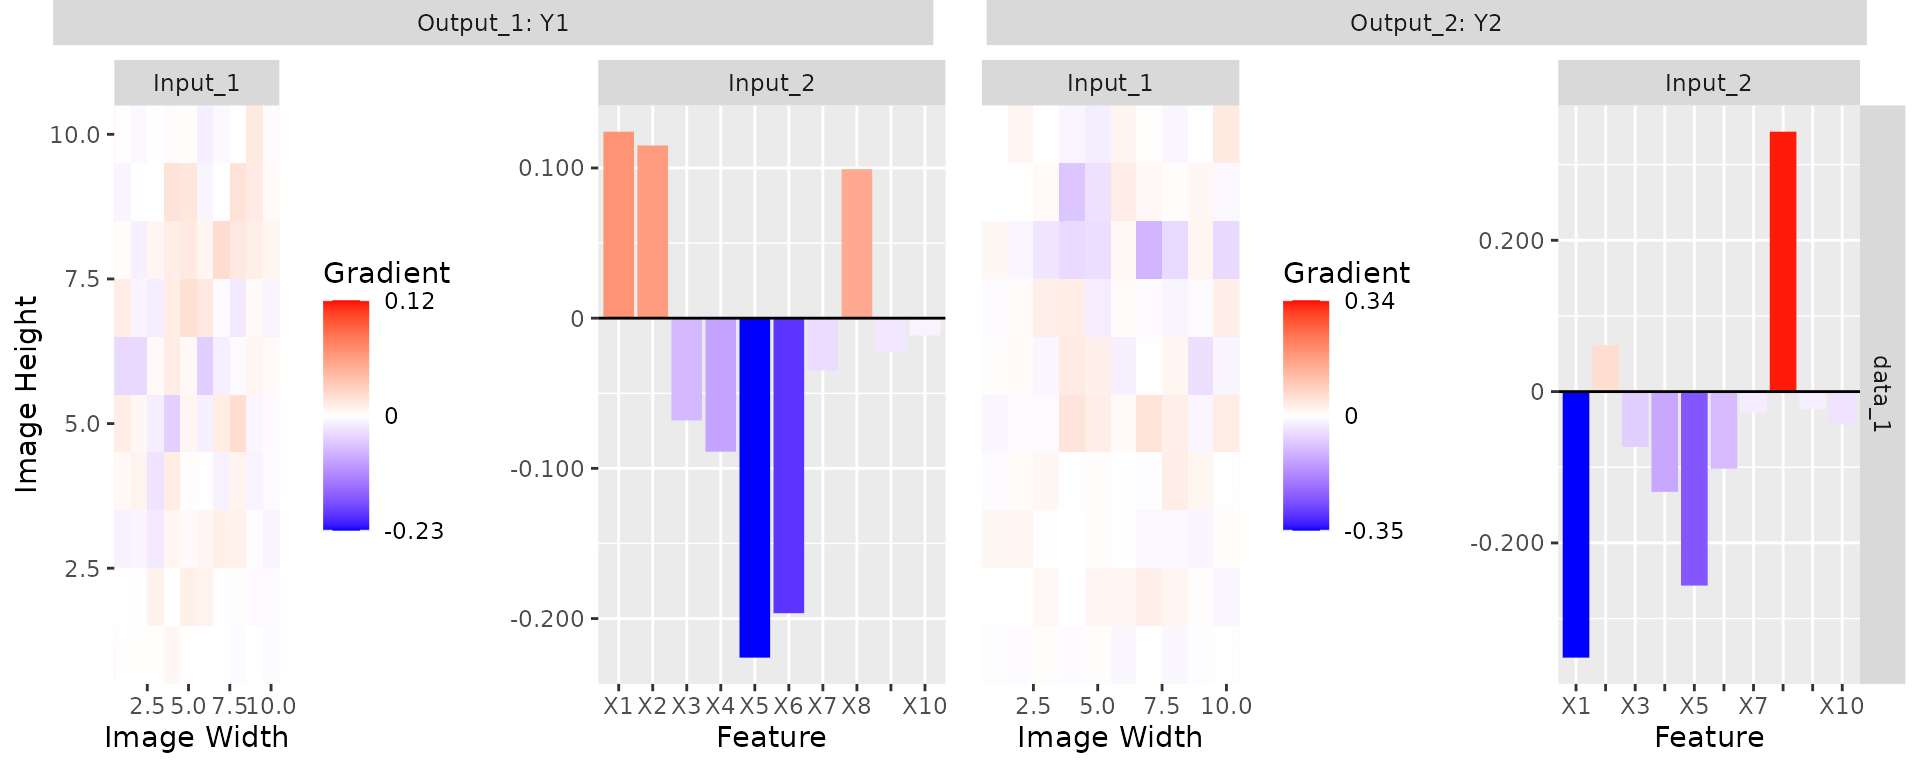 Output_1: Y1
Output_2: Y2
Input_1
Input_2
Input_1
Input_2
10.0
7.5
5.0
2.5
Image Height
2.5 5.0 7.5 10.0
Image Width
Gradient
0.12
0
-0.23
0.100
0
-0.100
-0.200
X1 X2 X3 X4 X5 X6 X7 X8 X10
Feature
2.5 5.0 7.5 10.0
Image Width
Gradient
0.34
0
-0.35
0.200
0
-0.200
X1 X3 X5 X7 X10
Feature
data_1